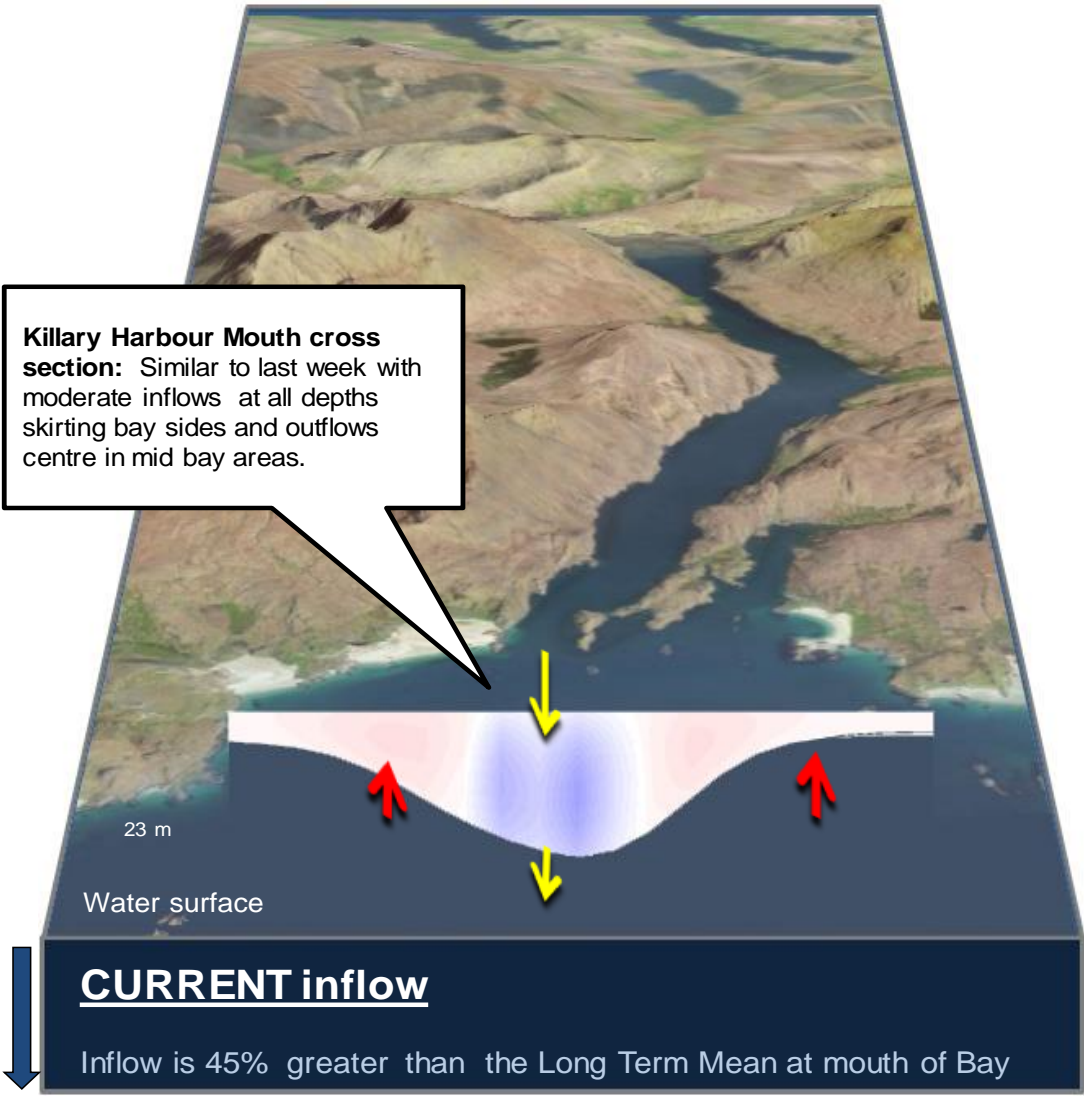 Killary Harbour Mouth cross
section: Similar to last week with
moderate inflows at all depths
skirting bay sides and outflows
centre in mid bay areas.
23 m
Water surface
CURRENT inflow
Inflow is 45% greater than the Long Term Mean at mouth of Bay